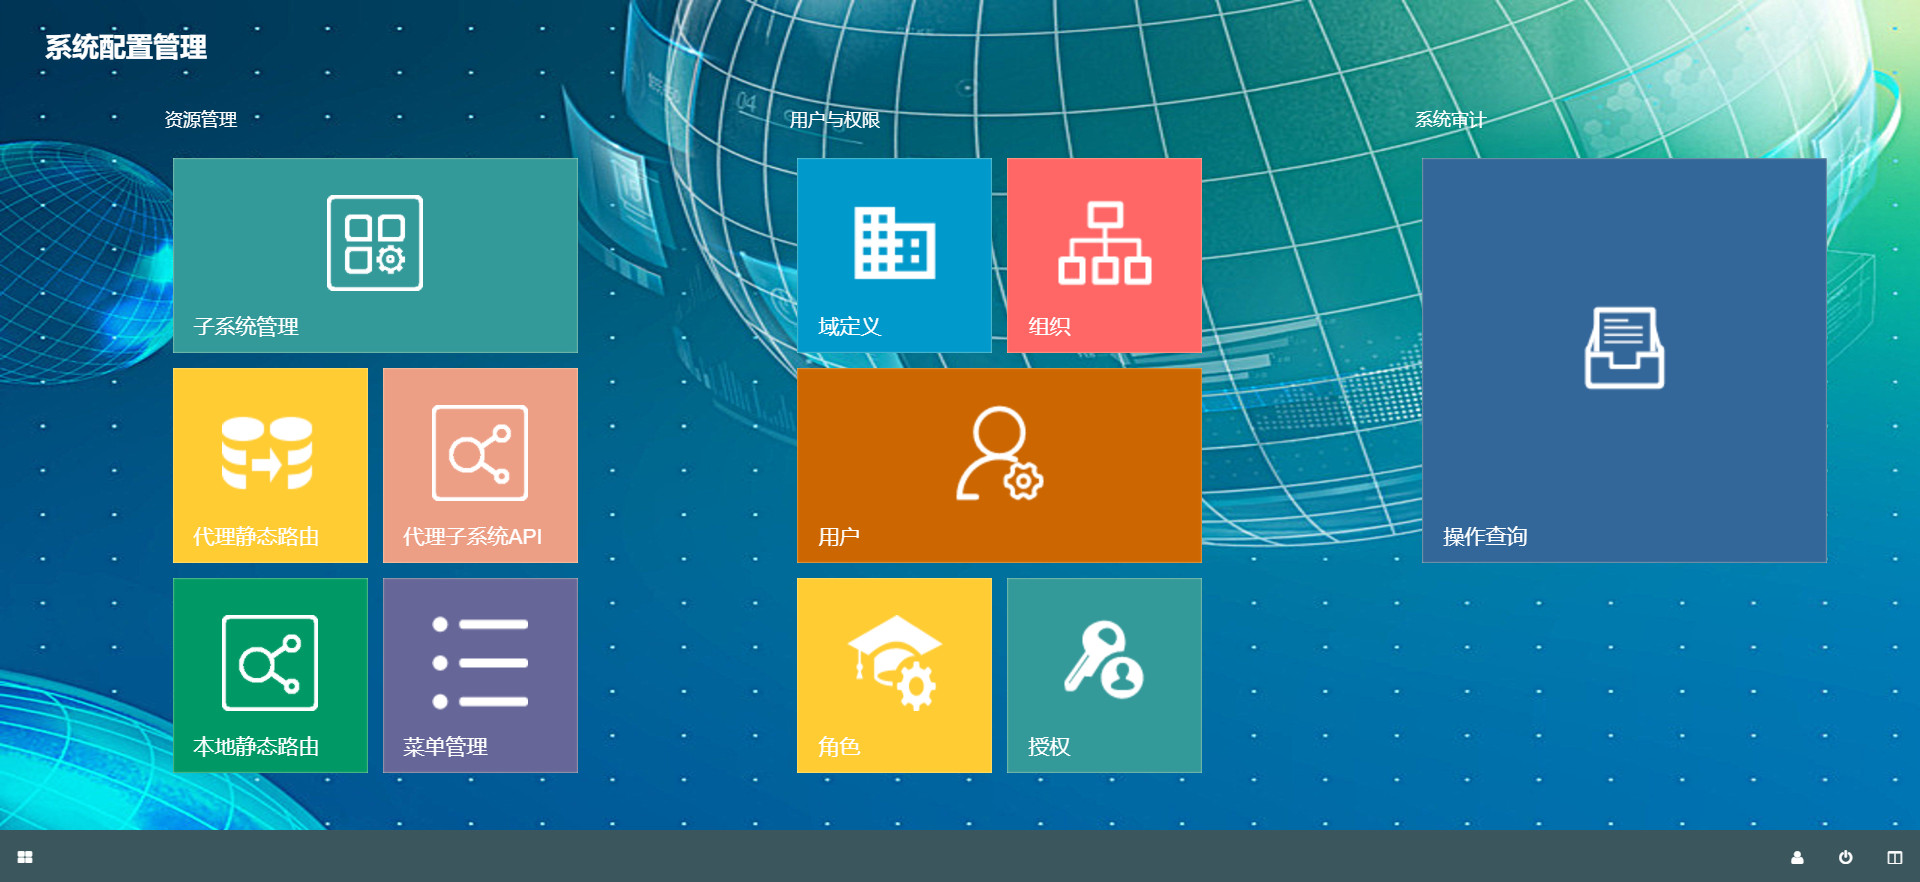 系统配置管理
资源管理
子系统管理
代理静态路由
代理子系统API
本地静态路由
菜单管理
用户与权限
域定义
组织
用户
角色
授权
系统审计
操作查询
04